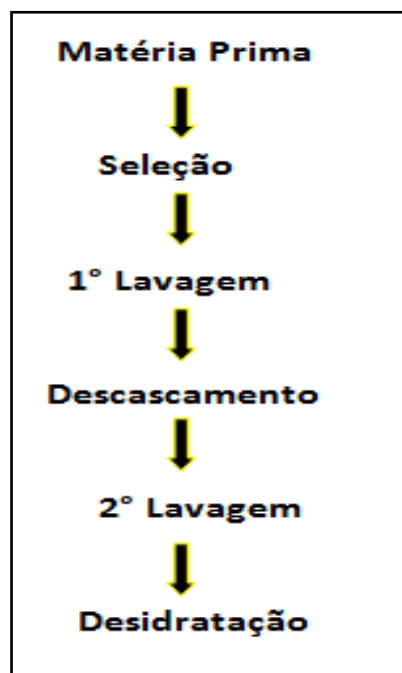 Matéria Prima
Seleção
1° Lavagem
Descascamento
2° Lavagem
Desidratação